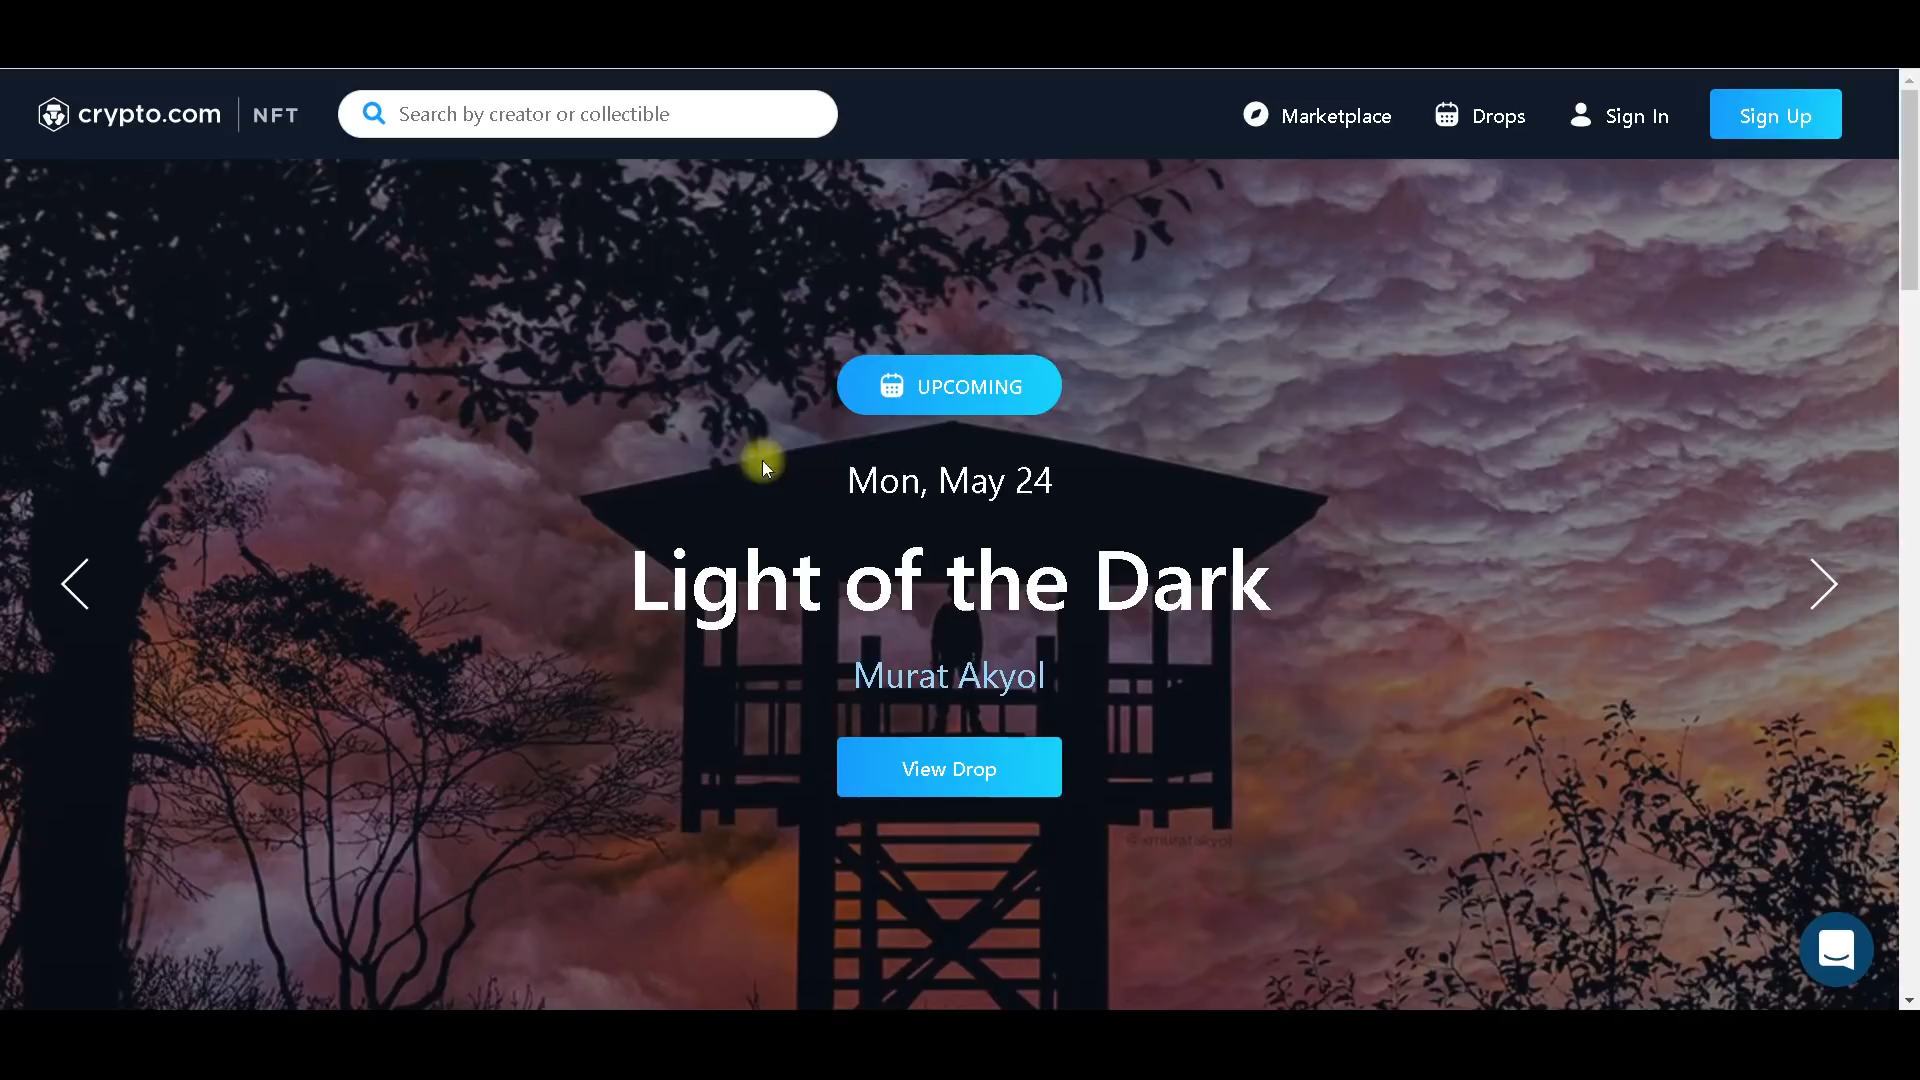 crypto.com | NFT
Search by creator or collectible
Marketplace
Drops
Sign In
Sign Up
UPCOMING
Mon, May 24
Light of the Dark
Murat Akyol
View Drop